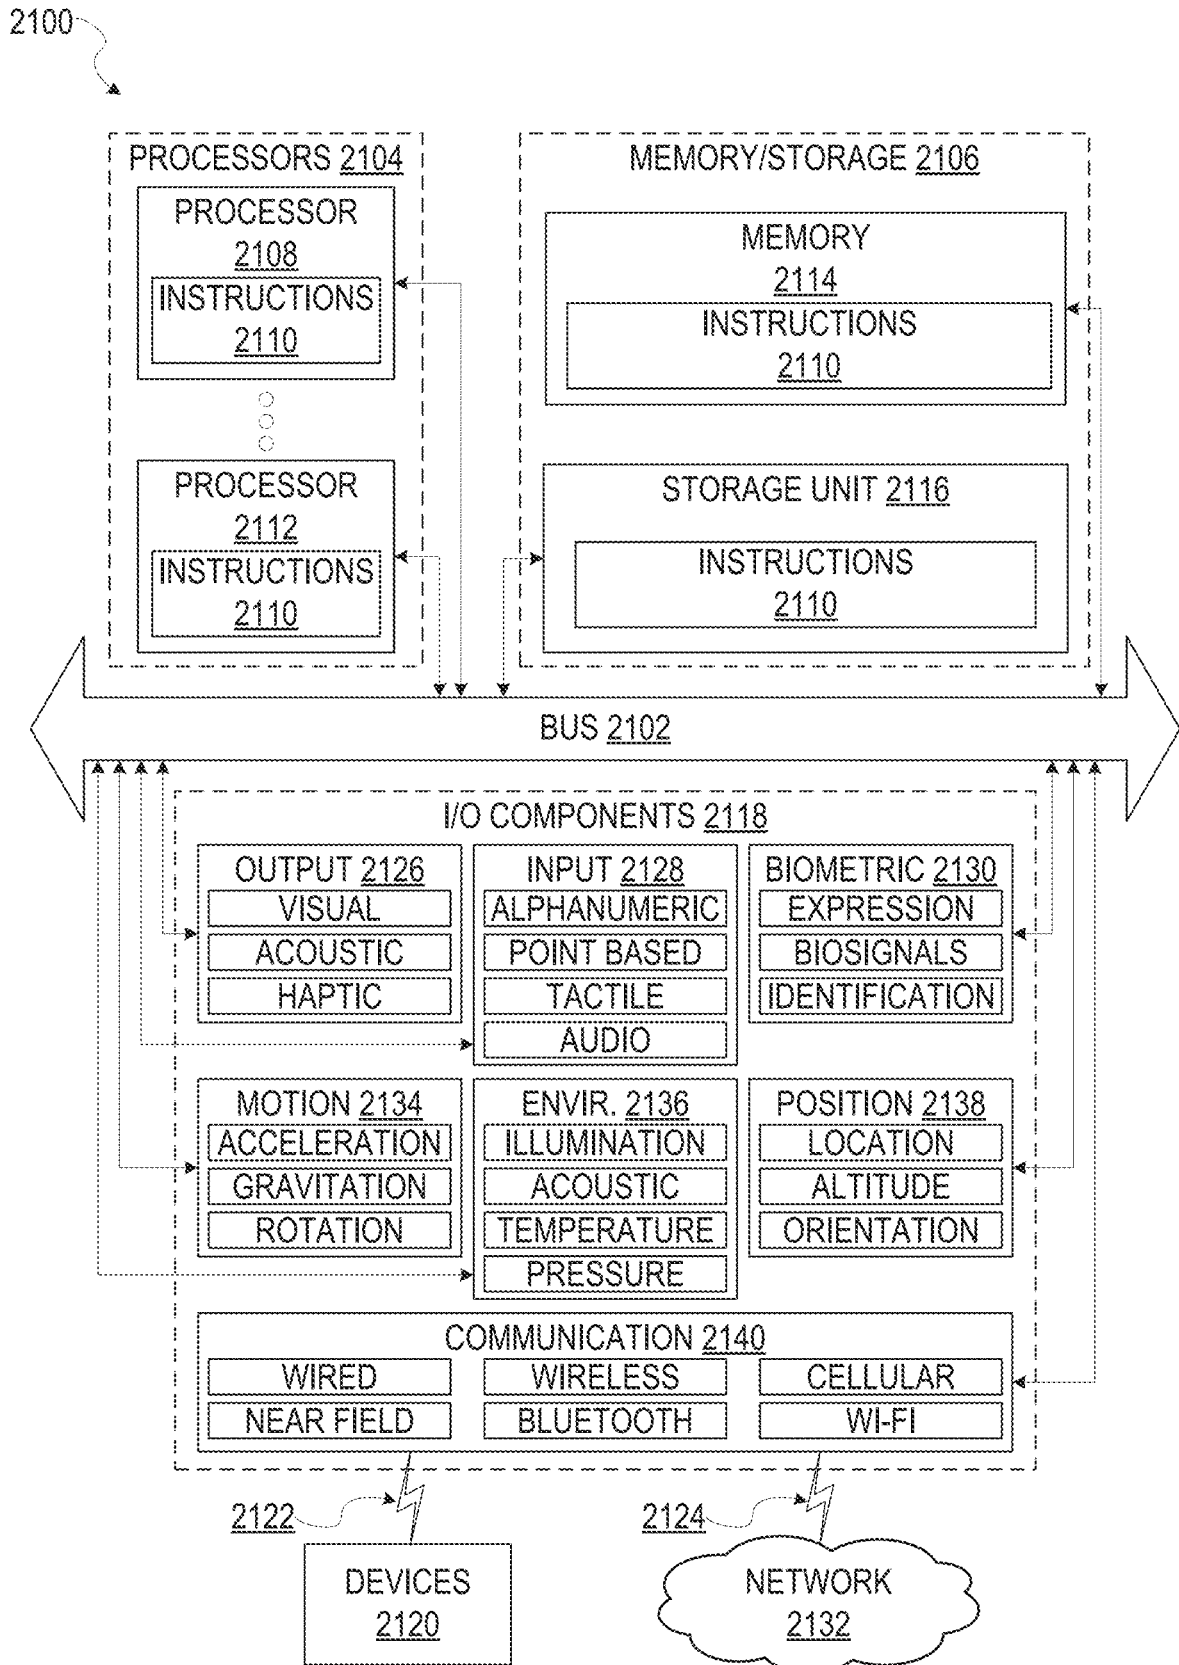 2100
PROCESSORS 2104
PROCESSOR
2108
INSTRUCTIONS
2110
PROCESSOR
2112
INSTRUCTIONS
2110
MEMORY/STORAGE 2106
MEMORY
2114
INSTRUCTIONS
2110
STORAGE UNIT 2116
INSTRUCTIONS
2110
BUS 2102
I/O COMPONENTS 2118
OUTPUT 2126
VISUAL
ACOUSTIC
HAPTIC
INPUT 2128
ALPHANUMERIC
POINT BASED
TACTILE
AUDIO
BIOMETRIC 2130
EXPRESSION
BIOSIGNALS
IDENTIFICATION
MOTION 2134
ACCELERATION
GRAVITATION
ROTATION
ENVIR. 2136
ILLUMINATION
ACOUSTIC
TEMPERATURE
PRESSURE
POSITION 2138
LOCATION
ALTITUDE
ORIENTATION
COMMUNICATION 2140
WIRED
WIRELESS
CELLULAR
NEAR FIELD
BLUETOOTH
WI-FI
2122
2124
DEVICES
2120
NETWORK
2132